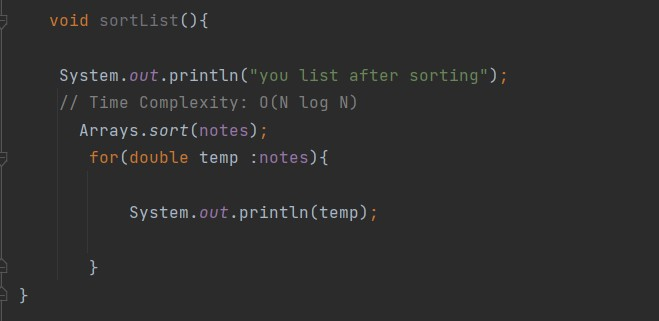 void sortList(){
System.out.println("you list after sorting");
// Time Complexity: O(N log N)
Arrays.sort(notes);
for(double temp :notes){
System.out.println(temp);
}
}